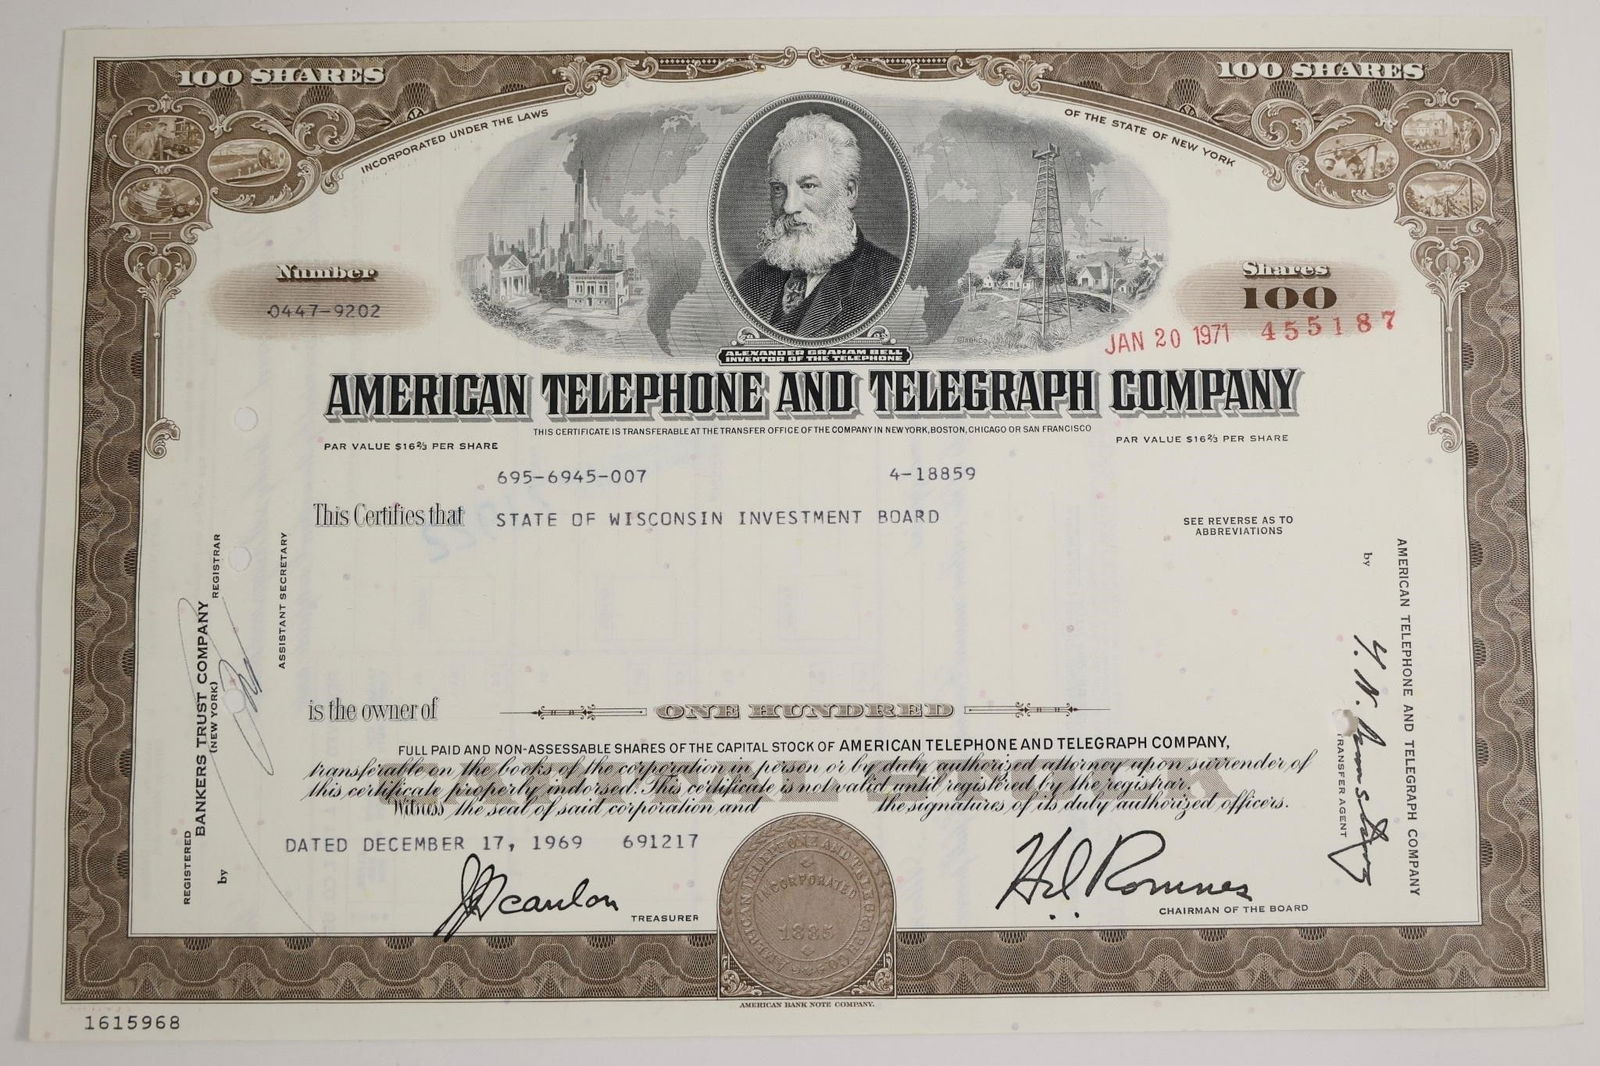 100 SHARES
100 SHARES
INCORPORATED UNDER THE LAWS
OF THE STATE OF NEW YORK
Number
0447-9202
Shares
100
JAN 20 1971 455187
ALEXANDER GRAHAM BELL
INVENTOR OF THE TELEPHONE
AMERICAN TELEPHONE AND TELEGRAPH COMPANY
THIS CERTIFICATE IS TRANSFERABLE AT THE TRANSFER OFFICE OF THE COMPANY IN NEW YORK, BOSTON, CHICAGO OR SAN FRANCISCO
PAR VALUE $16⅔ PER SHARE
PAR VALUE $16⅔ PER SHARE
695-6945-007
4-18859
This Certifies that STATE OF WISCONSIN INVESTMENT BOARD
SEE REVERSE AS TO
ABBREVIATIONS
is the owner of ONE HUNDRED
FULL PAID AND NON-ASSESSABLE SHARES OF THE CAPITAL STOCK OF AMERICAN TELEPHONE AND TELEGRAPH COMPANY,
transferable on the books of the corporation in person or by duly authorized attorney upon surrender of
this certificate properly indorsed. This certificate is not valid until registered by the registrar.
Witness the seal of said corporation and the signatures of its duly authorized officers.
DATED DECEMBER 17, 1969 691217
JJ Scanlon
TREASURER
H.I. Romnes
CHAIRMAN OF THE BOARD
AMERICAN TELEPHONE AND TELEGRAPH COMPANY
INCORPORATED
1885
REGISTERED
BANKERS TRUST COMPANY
(NEW YORK)
by
REGISTRAR
ASSISTANT SECRETARY
AMERICAN TELEPHONE AND TELEGRAPH COMPANY
by
TRANSFER AGENT
AMERICAN BANK NOTE COMPANY.
1615968